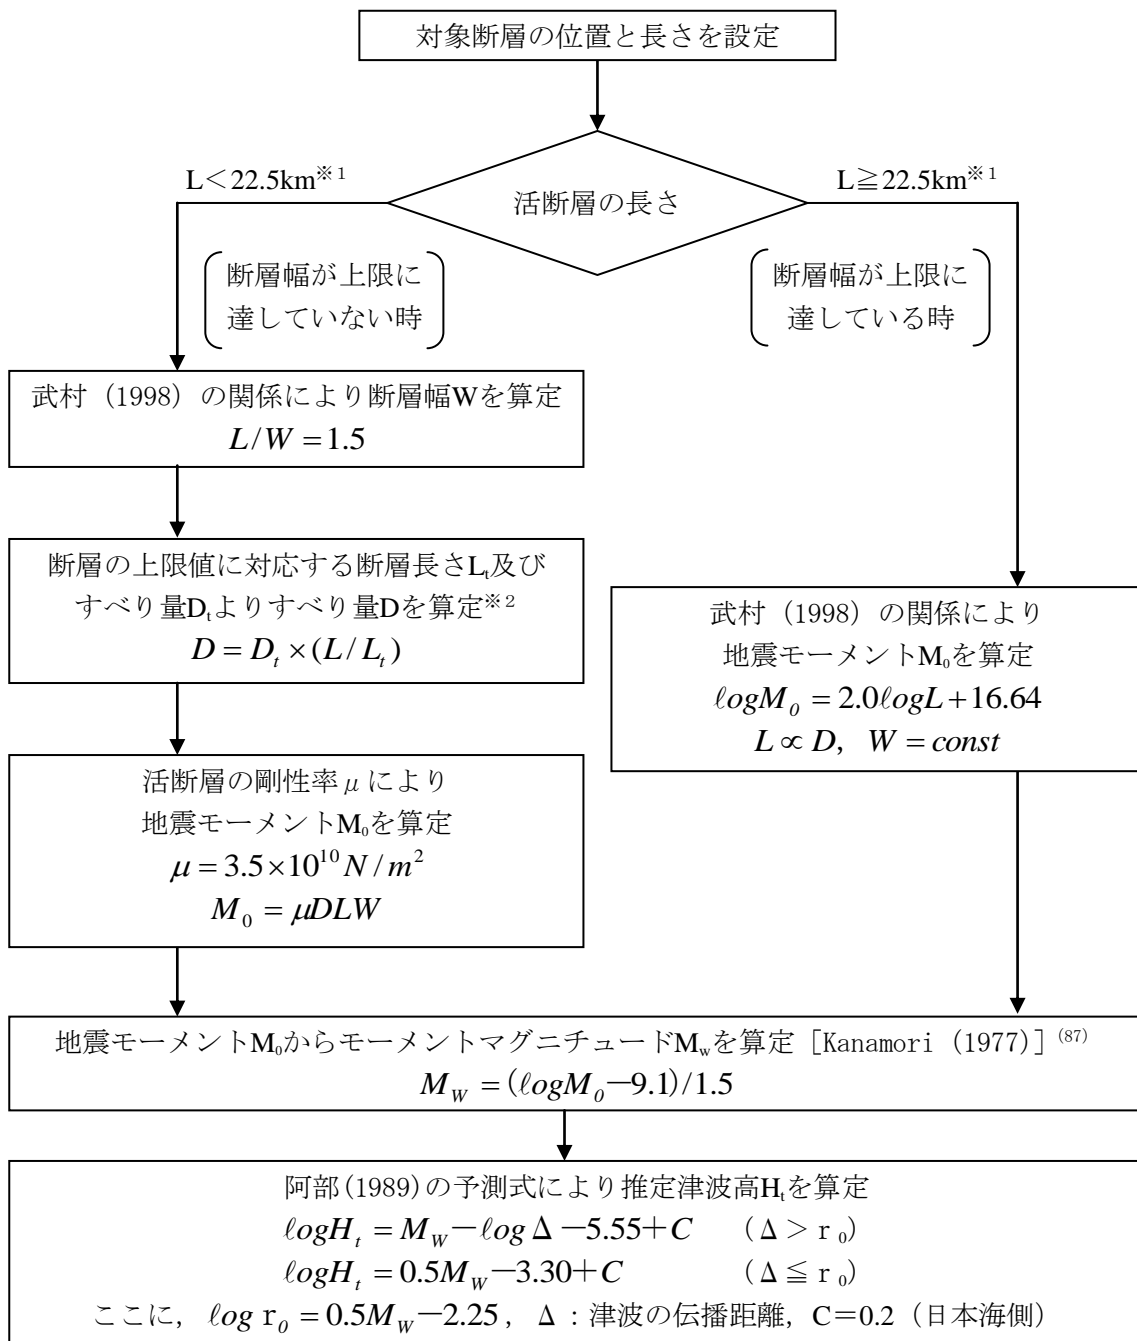 対象断層の位置と長さを設定
活断層の長さ
L＜22.5km※1
L≧22.5km※1
断層幅が上限に
達していない時
断層幅が上限に
達している時
武村（1998）の関係により断層幅Wを算定
L/W=1.5
断層の上限値に対応する断層長さLt及び
すべり量Dtよりすべり量Dを算定※2
D=Dt×(L/Lt)
活断層の剛性率μにより
地震モーメントM0を算定
μ=3.5×10^10 N/m^2
M0=μDLW
武村（1998）の関係により
地震モーメントM0を算定
ℓogM0=2.0ℓogL+16.64
L∝D, W=const
地震モーメントM0からモーメントマグニチュードMwを算定［Kanamori（1977)］(87)
MW=(ℓogM0−9.1)/1.5
阿部(1989)の予測式により推定津波高Htを算定
ℓogHt=MW−ℓogΔ−5.55+C （Δ＞r0）
ℓogHt=0.5MW−3.30+C （Δ≦r0）
ここに，ℓog r0=0.5MW−2.25，Δ：津波の伝播距離，C＝0.2（日本海側）